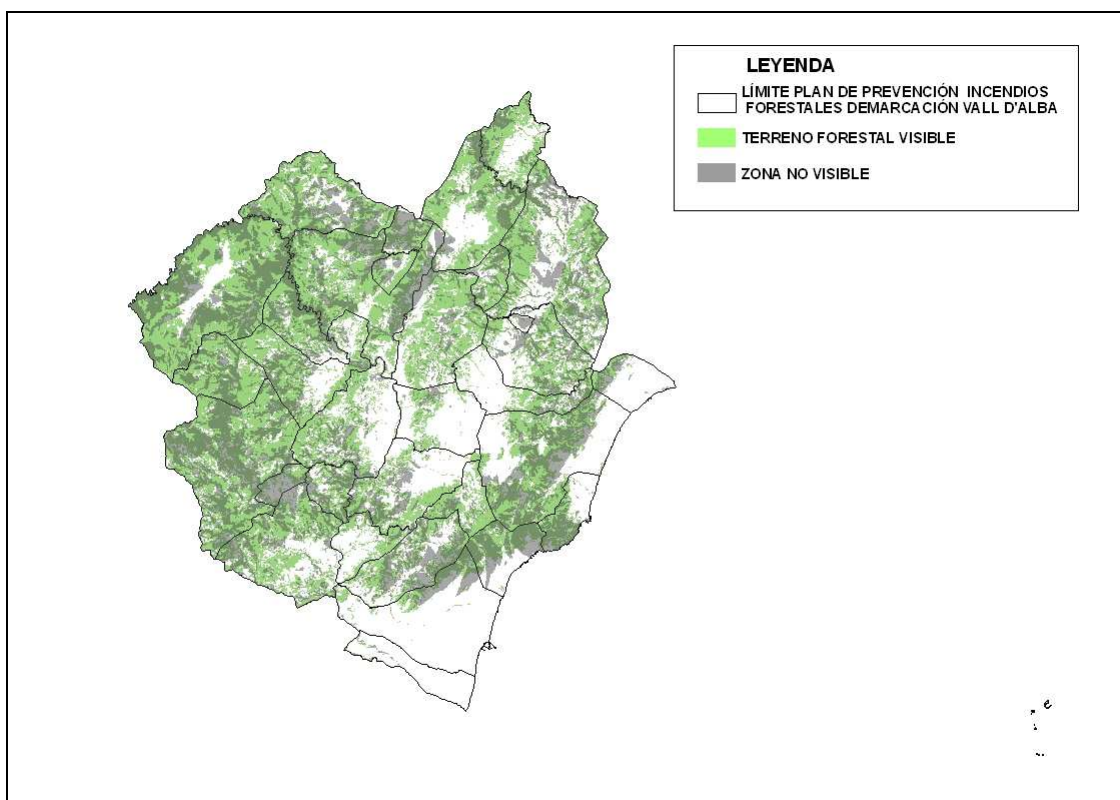 LEYENDA
LÍMITE PLAN DE PREVENCIÓN INCENDIOS
FORESTALES DEMARCACIÓN VALL D'ALBA
TERRENO FORESTAL VISIBLE
ZONA NO VISIBLE